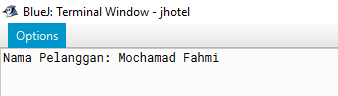 BlueJ: Terminal Window - jhotel
Options
Nama Pelanggan: Mochamad Fahmi